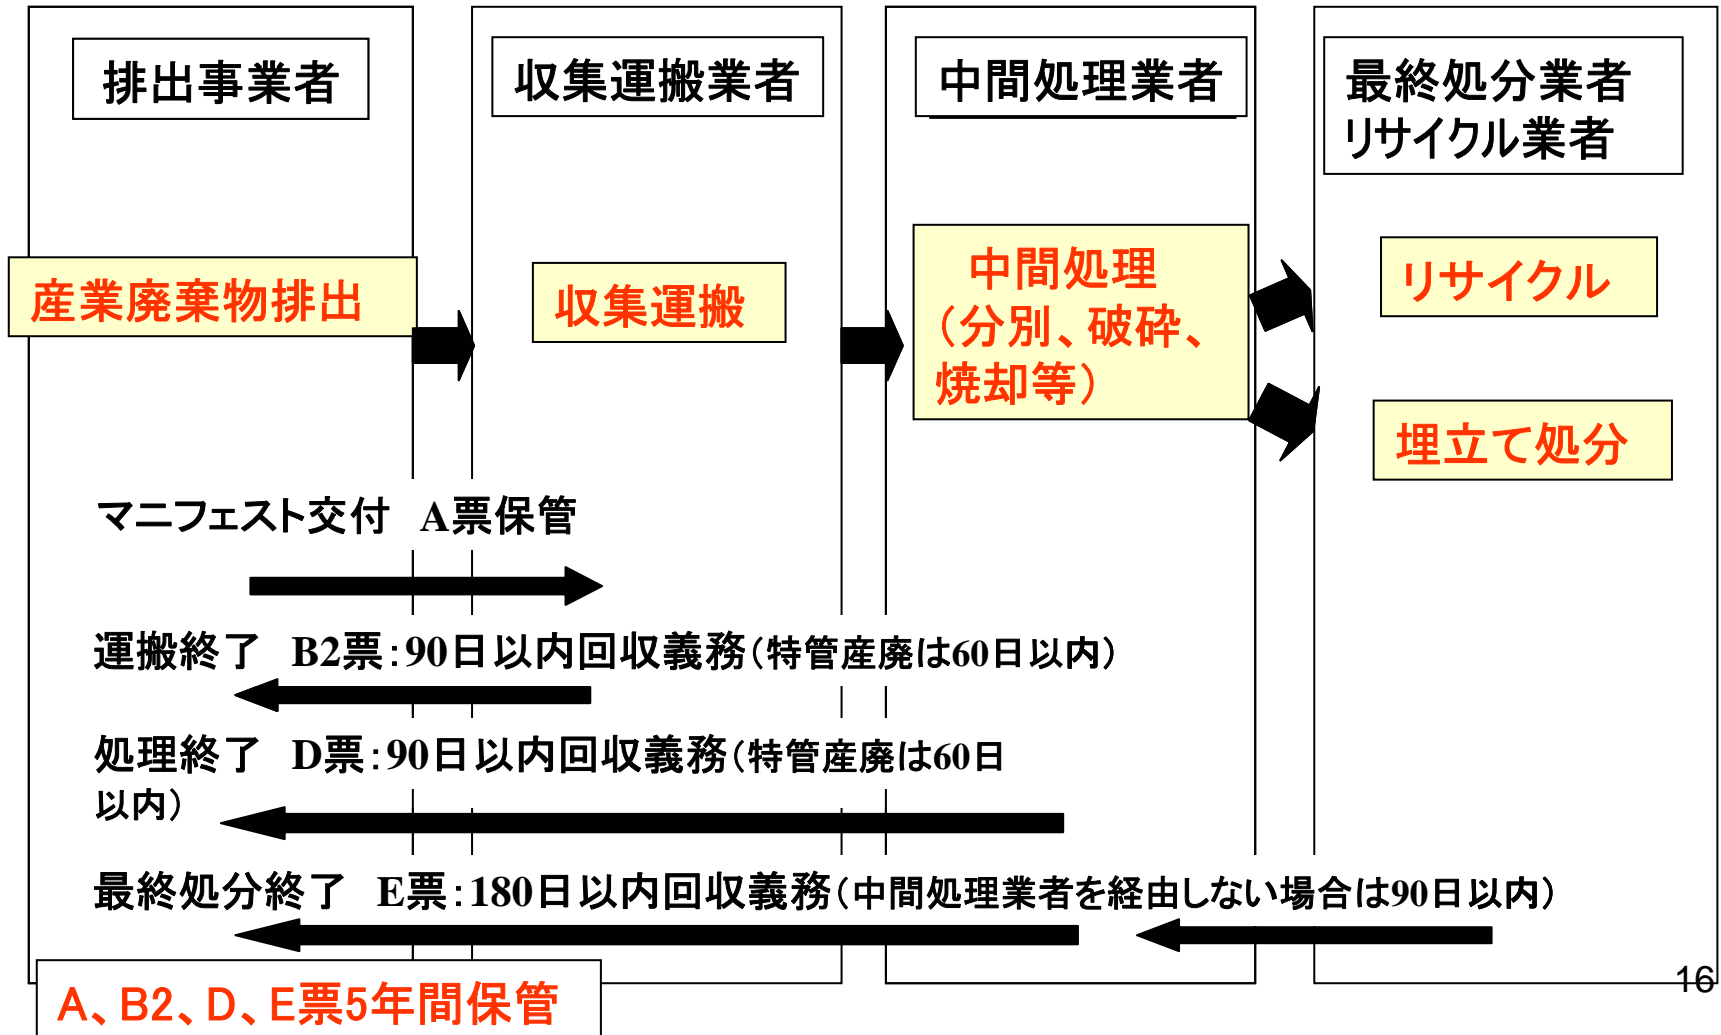 排出事業者
収集運搬業者
中間処理業者
最終処分業者
リサイクル業者
産業廃棄物排出
収集運搬
中間処理
（分別、破砕、
焼却等）
リサイクル
埋立て処分
マニフェスト交付　A票保管
運搬終了　B2票：90日以内回収義務（特管産廃は60日以内）
処理終了　D票：90日以内回収義務（特管産廃は60日
以内）
最終処分終了　E票：180日以内回収義務（中間処理業者を経由しない場合は90日以内）
A、B2、D、E票5年間保管
16